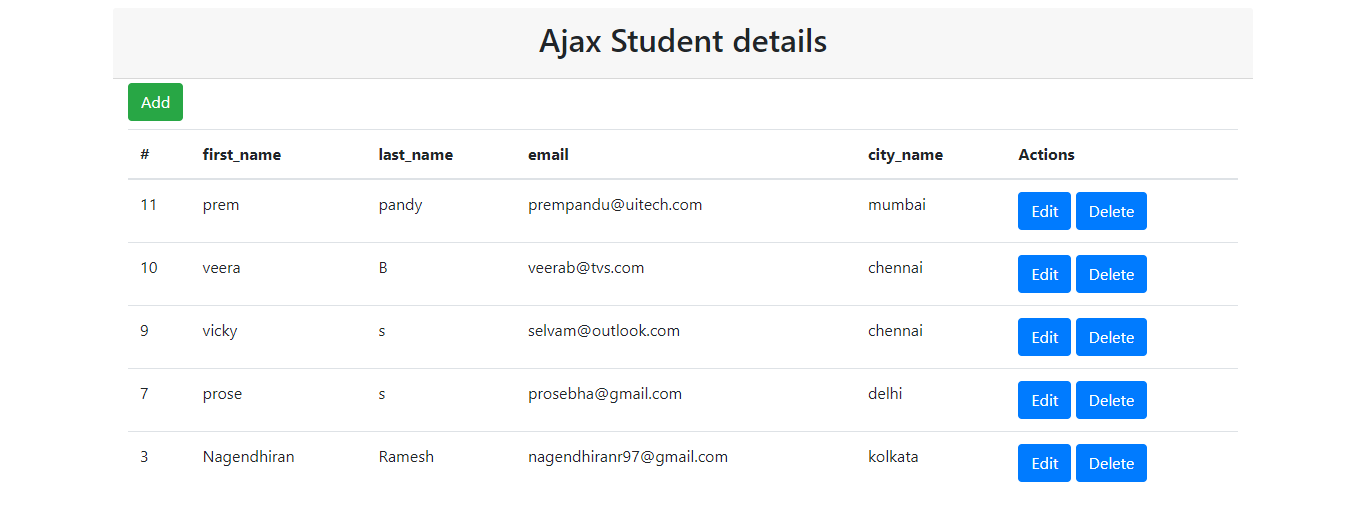 Ajax Student details
Add
# first_name last_name email city_name Actions
11 prem pandy prempandu@uitech.com mumbai Edit Delete
10 veera B veerab@tvs.com chennai Edit Delete
9 vicky s selvam@outlook.com chennai Edit Delete
7 prose s prosebha@gmail.com delhi Edit Delete
3 Nagendhiran Ramesh nagendhiranr97@gmail.com kolkata Edit Delete